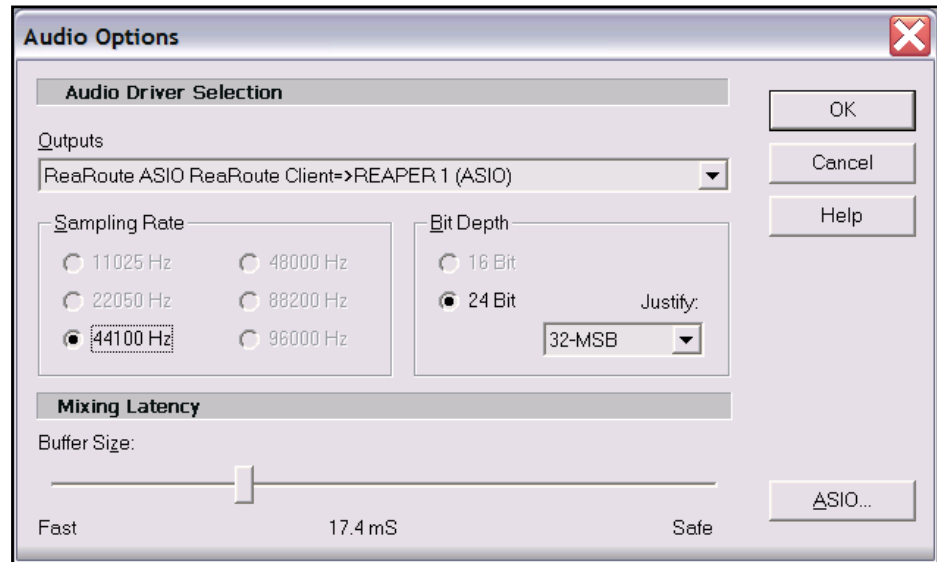 Audio Options
Audio Driver Selection
OK
Outputs
Cancel
ReaRoute ASIO ReaRoute Client=>REAPER 1 (ASIO)
Help
Sampling Rate
Bit Depth
11025 Hz 48000 Hz 16 Bit
22050 Hz 88200 Hz 24 Bit Justify:
44100 Hz 96000 Hz 32-MSB
Mixing Latency
Buffer Size:
ASIO...
Fast 17.4 mS Safe